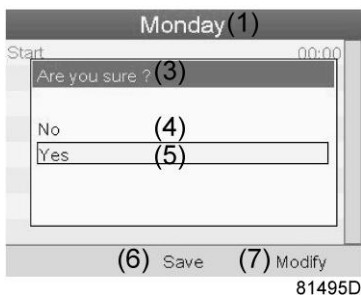 Monday(1)
Start 00:00
Are you sure ?(3)
No (4)
Yes (5)
(6) Save (7) Modify
81495D